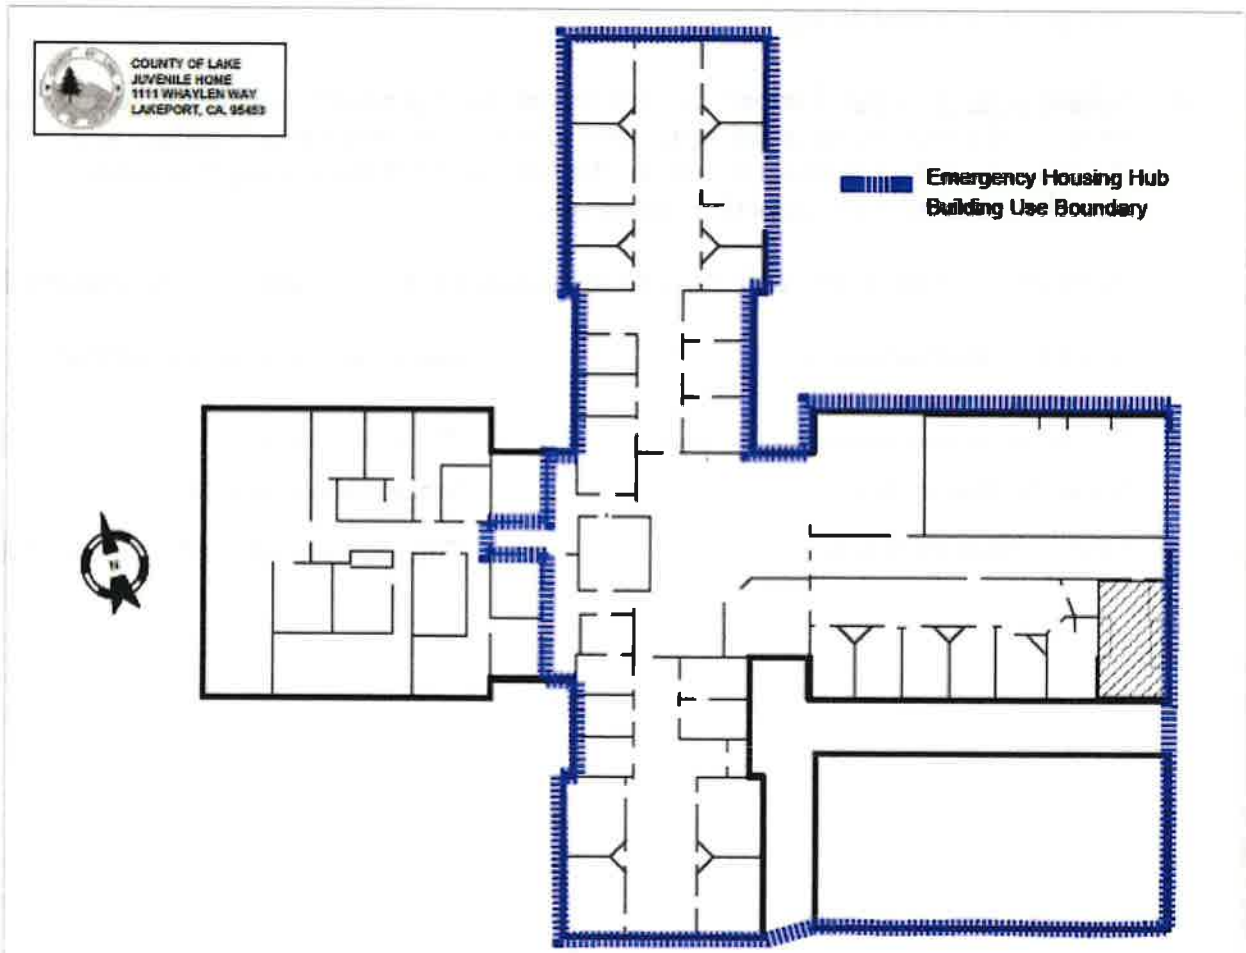 COUNTY OF LAKE
JUVENILE HOME
1111 WHAYLEN WAY
LAKEPORT, CA. 95453
Emergency Housing Hub
Building Use Boundary
N